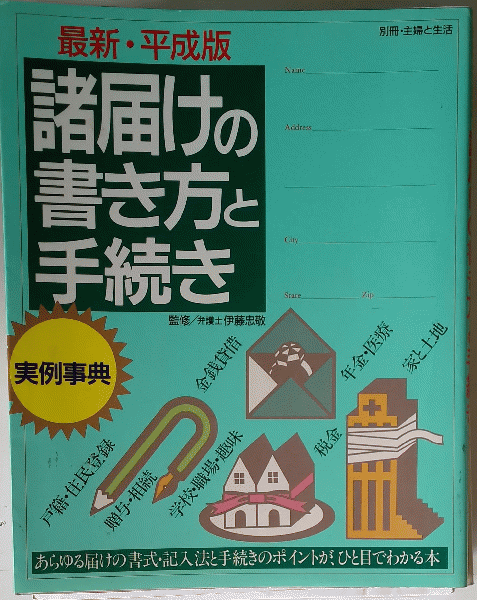 別冊・主婦と生活
最新・平成版
諸届けの
書き方と
手続き
Name
Address
City
State Zip
監修／弁護士 伊藤忠敬
実例事典
金銭貸借
年金・医療
家と土地
戸籍・住民登録
贈与・相続
学校・職場・趣味
税金
あらゆる届けの書式・記入法と手続きのポイントが、ひと目でわかる本